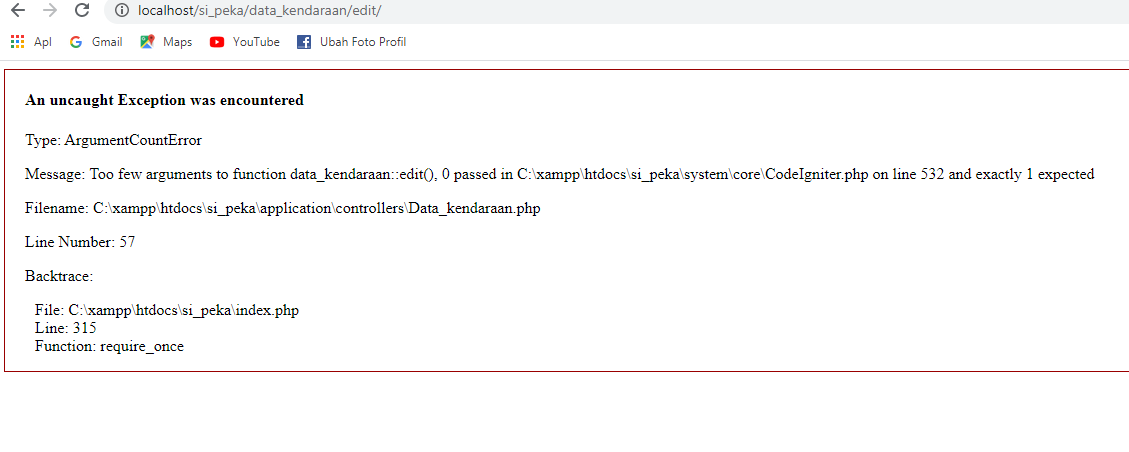 localhost/si_peka/data_kendaraan/edit/
Apl Gmail Maps YouTube Ubah Foto Profil
An uncaught Exception was encountered
Type: ArgumentCountError
Message: Too few arguments to function data_kendaraan::edit(), 0 passed in C:\xampp\htdocs\si_peka\system\core\CodeIgniter.php on line 532 and exactly 1 expected
Filename: C:\xampp\htdocs\si_peka\application\controllers\Data_kendaraan.php
Line Number: 57
Backtrace:
File: C:\xampp\htdocs\si_peka\index.php
Line: 315
Function: require_once